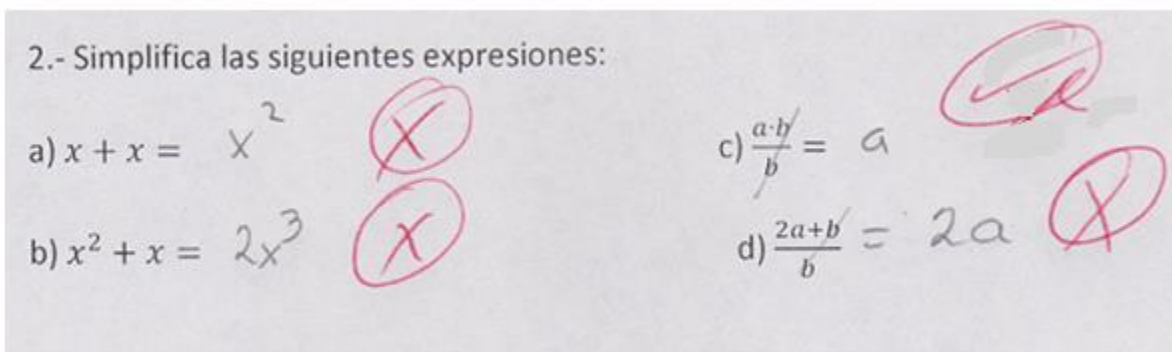 2.- Simplifica las siguientes expresiones:
a) x + x = x²
b) x² + x = 2x³
c) a·b/b = a
d) 2a+b/b = 2a